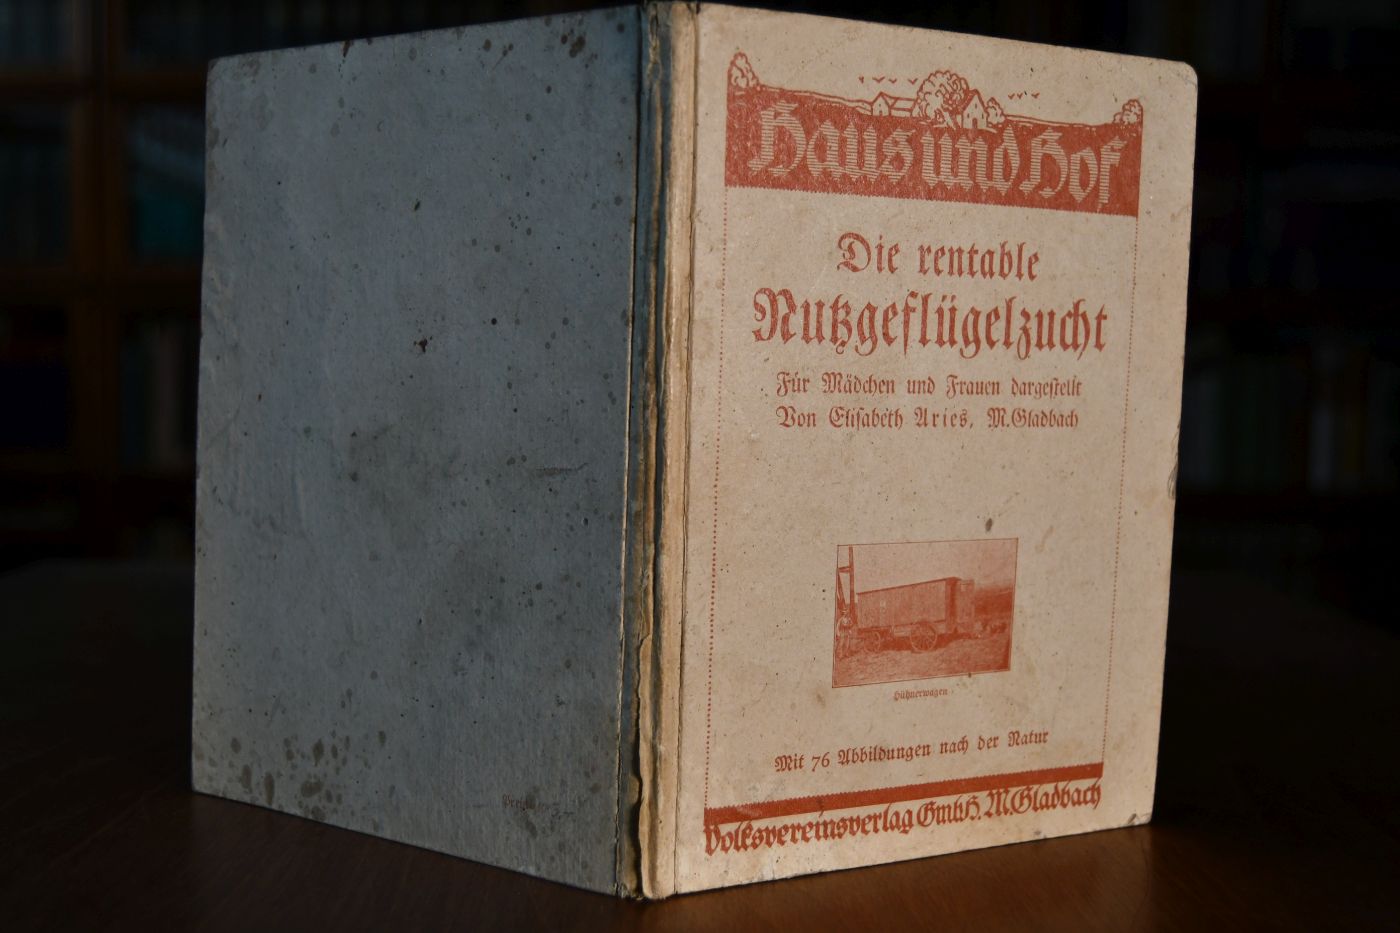 Haus und Hof
Die rentable
Nutzgeflügelzucht
Für Mädchen und Frauen dargestellt
Von Elisabeth Aries, M.Gladbach
Hühnerwagen
Mit 76 Abbildungen nach der Natur
Volksvereinsverlag GmbH. M.Gladbach